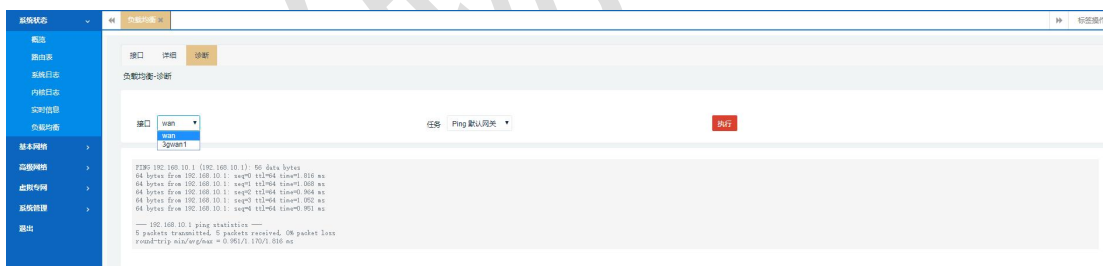 系统状态
负载均衡
标签操作
概览
路由表
系统日志
内核日志
实时信息
负载均衡
基本网络
高级网络
虚拟专网
系统管理
退出
接口 详细 诊断
负载均衡-诊断
接口 wan 任务 Ping 默认网关 执行
wan
3gwan1
PING 192.168.10.1 (192.168.10.1): 56 data bytes
64 bytes from 192.168.10.1: seq=0 ttl=64 time=1.816 ms
64 bytes from 192.168.10.1: seq=1 ttl=64 time=1.068 ms
64 bytes from 192.168.10.1: seq=2 ttl=64 time=0.964 ms
64 bytes from 192.168.10.1: seq=3 ttl=64 time=1.052 ms
64 bytes from 192.168.10.1: seq=4 ttl=64 time=0.951 ms
--- 192.168.10.1 ping statistics ---
5 packets transmitted, 5 packets received, 0% packet loss
round-trip min/avg/max = 0.951/1.170/1.816 ms